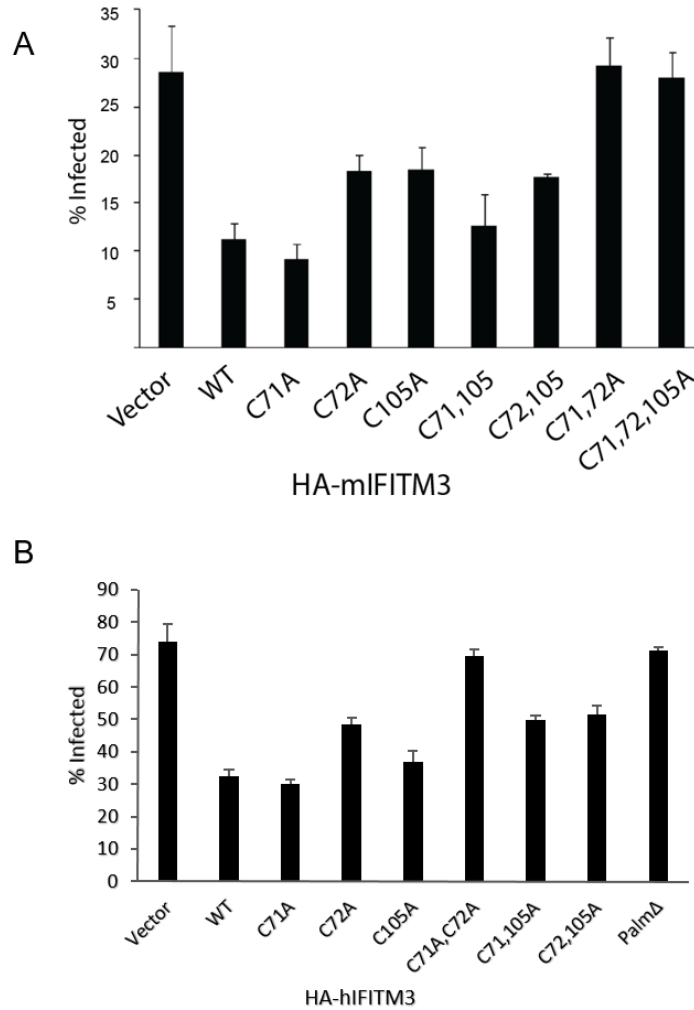 A
% Infected
35
30
25
20
15
10
5
Vector
WT
C71A
C72A
C105A
C71,105
C72,105
C71,72A
C71,72,105A
HA-mIFITM3
B
% Infected
90
80
70
60
50
40
30
20
10
0
Vector
WT
C71A
C72A
C105A
C71A,C72A
C71,105A
C72,105A
PalmΔ
HA-hIFITM3